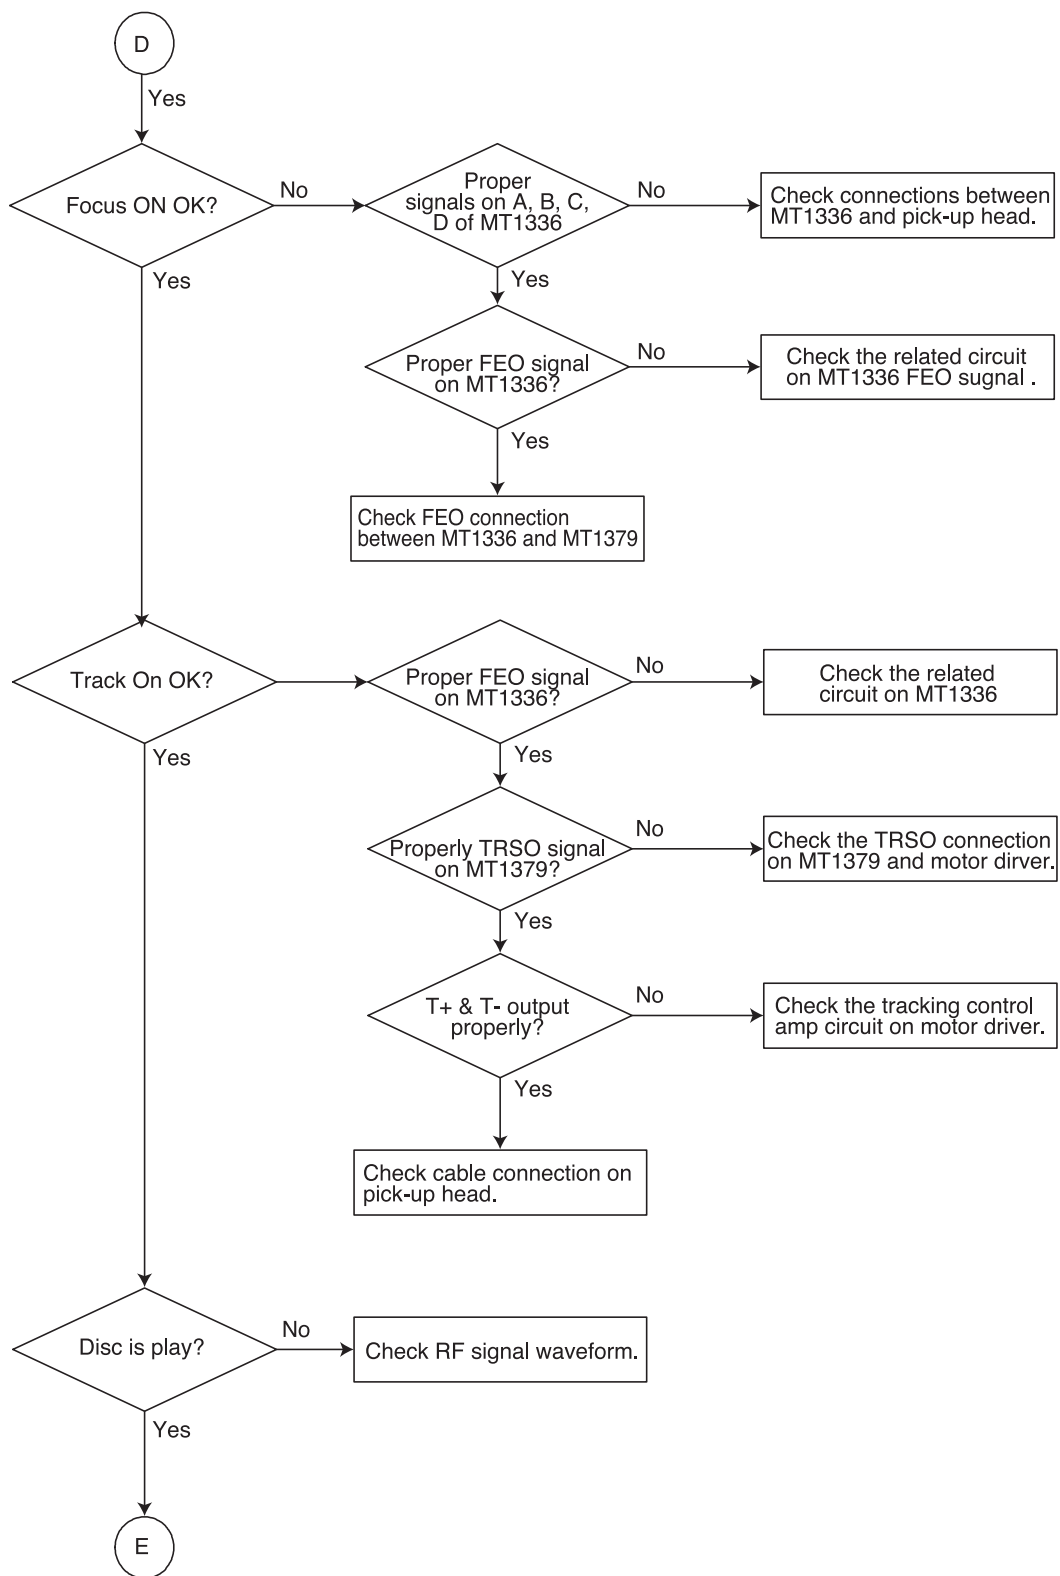 D
Yes
Focus ON OK?
No
Proper
signals on A, B, C,
D of MT1336
No
Check connections between
MT1336 and pick-up head.
Yes
Yes
Proper FEO signal
on MT1336?
No
Check the related circuit
on MT1336 FEO sugnal .
Yes
Check FEO connection
between MT1336 and MT1379
Track On OK?
Proper FEO signal
on MT1336?
No
Check the related
circuit on MT1336
Yes
Yes
Properly TRSO signal
on MT1379?
No
Check the TRSO connection
on MT1379 and motor dirver.
Yes
T+ & T- output
properly?
No
Check the tracking control
amp circuit on motor driver.
Yes
Check cable connection on
pick-up head.
Disc is play?
No
Check RF signal waveform.
Yes
E